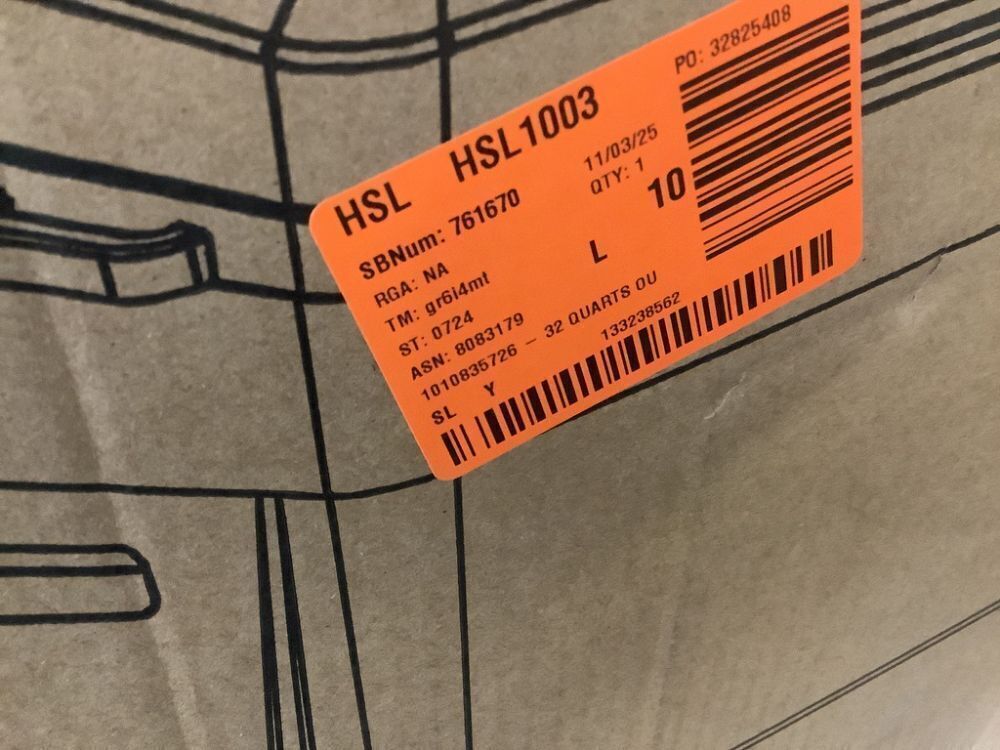 HSL HSL1003
PO: 32825408
SBNum: 761670
11/03/25
RGA: NA
QTY: 1
10
TM: gr6i4mt
L
ST: 0724
ASN: 8083179
1010835726 - 32 QUARTS OU
SL Y
133238562